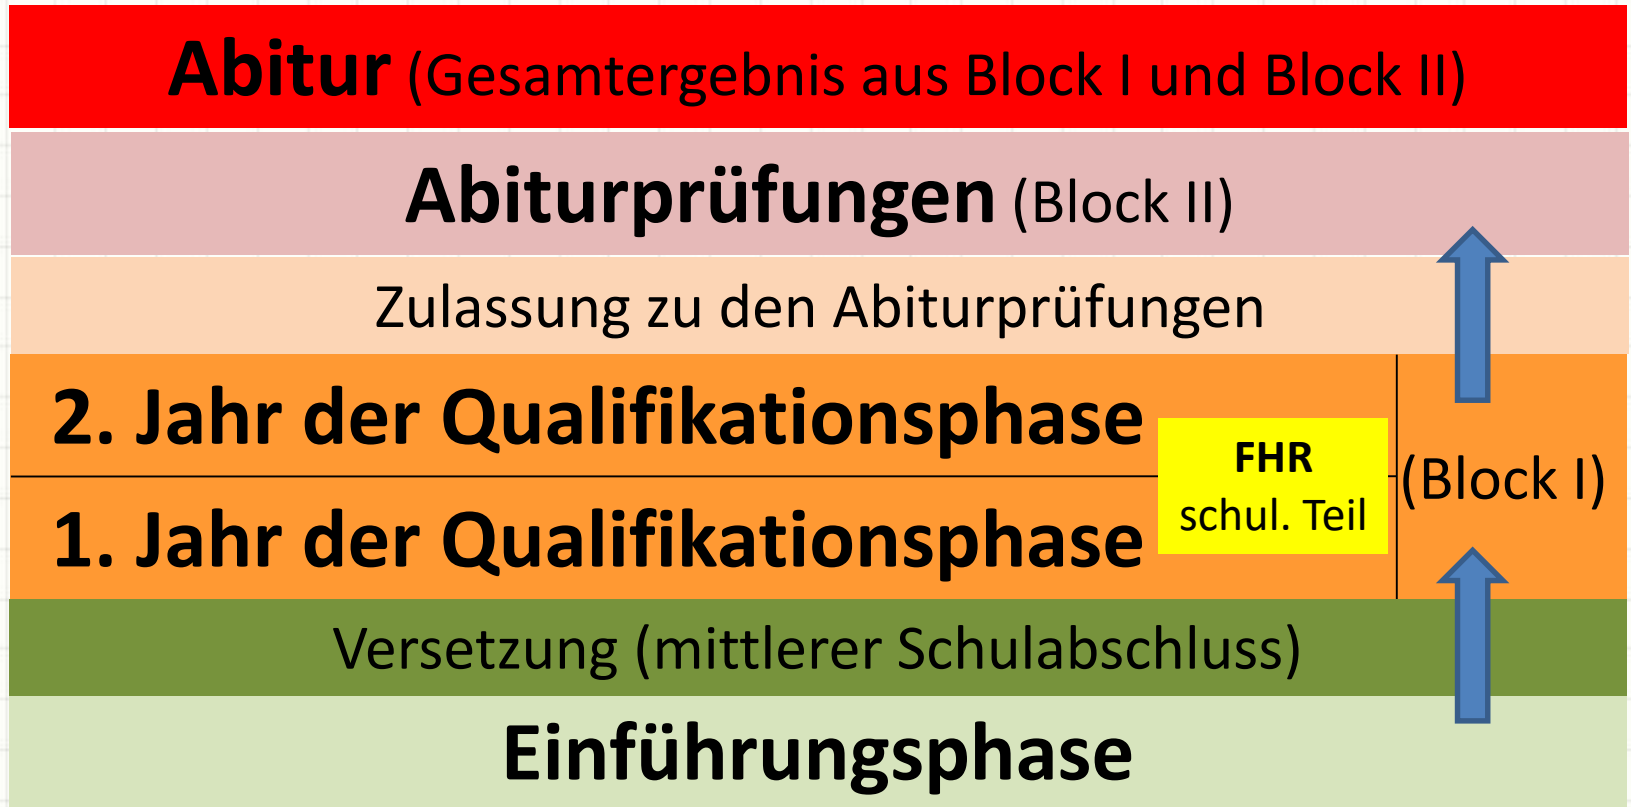 Abitur (Gesamtergebnis aus Block I und Block II)
Abiturprüfungen (Block II)
Zulassung zu den Abiturprüfungen
2. Jahr der Qualifikationsphase
FHR
schul. Teil
(Block I)
1. Jahr der Qualifikationsphase
Versetzung (mittlerer Schulabschluss)
Einführungsphase